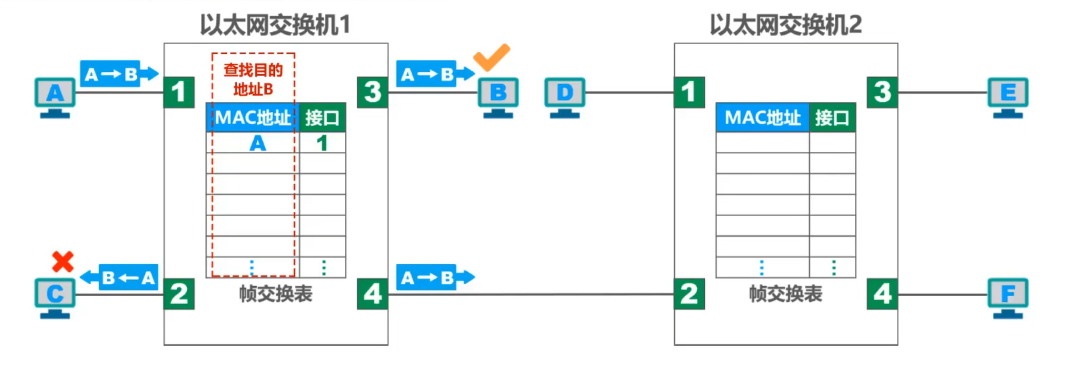 以太网交换机1
以太网交换机2
A→B
查找目的
地址B
A→B
A
1
3
B
D
1
3
E
MAC地址 接口
A 1
⋮ ⋮
MAC地址 接口
⋮ ⋮
B←A
A→B
C
2
帧交换表
4
2
帧交换表
4
F